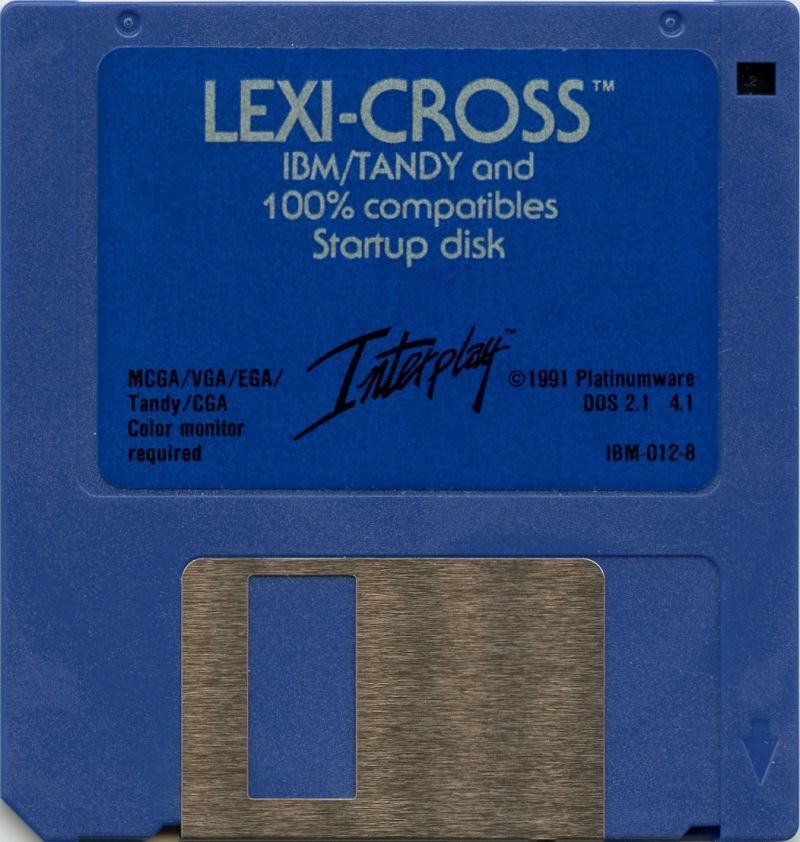 LEXI-CROSS™
IBM/TANDY and
100% compatibles
Startup disk
Interplay™
MCGA/VGA/EGA/
Tandy/CGA
Color monitor
required
©1991 Platinumware
DOS 2.1 4.1
IBM-012-8